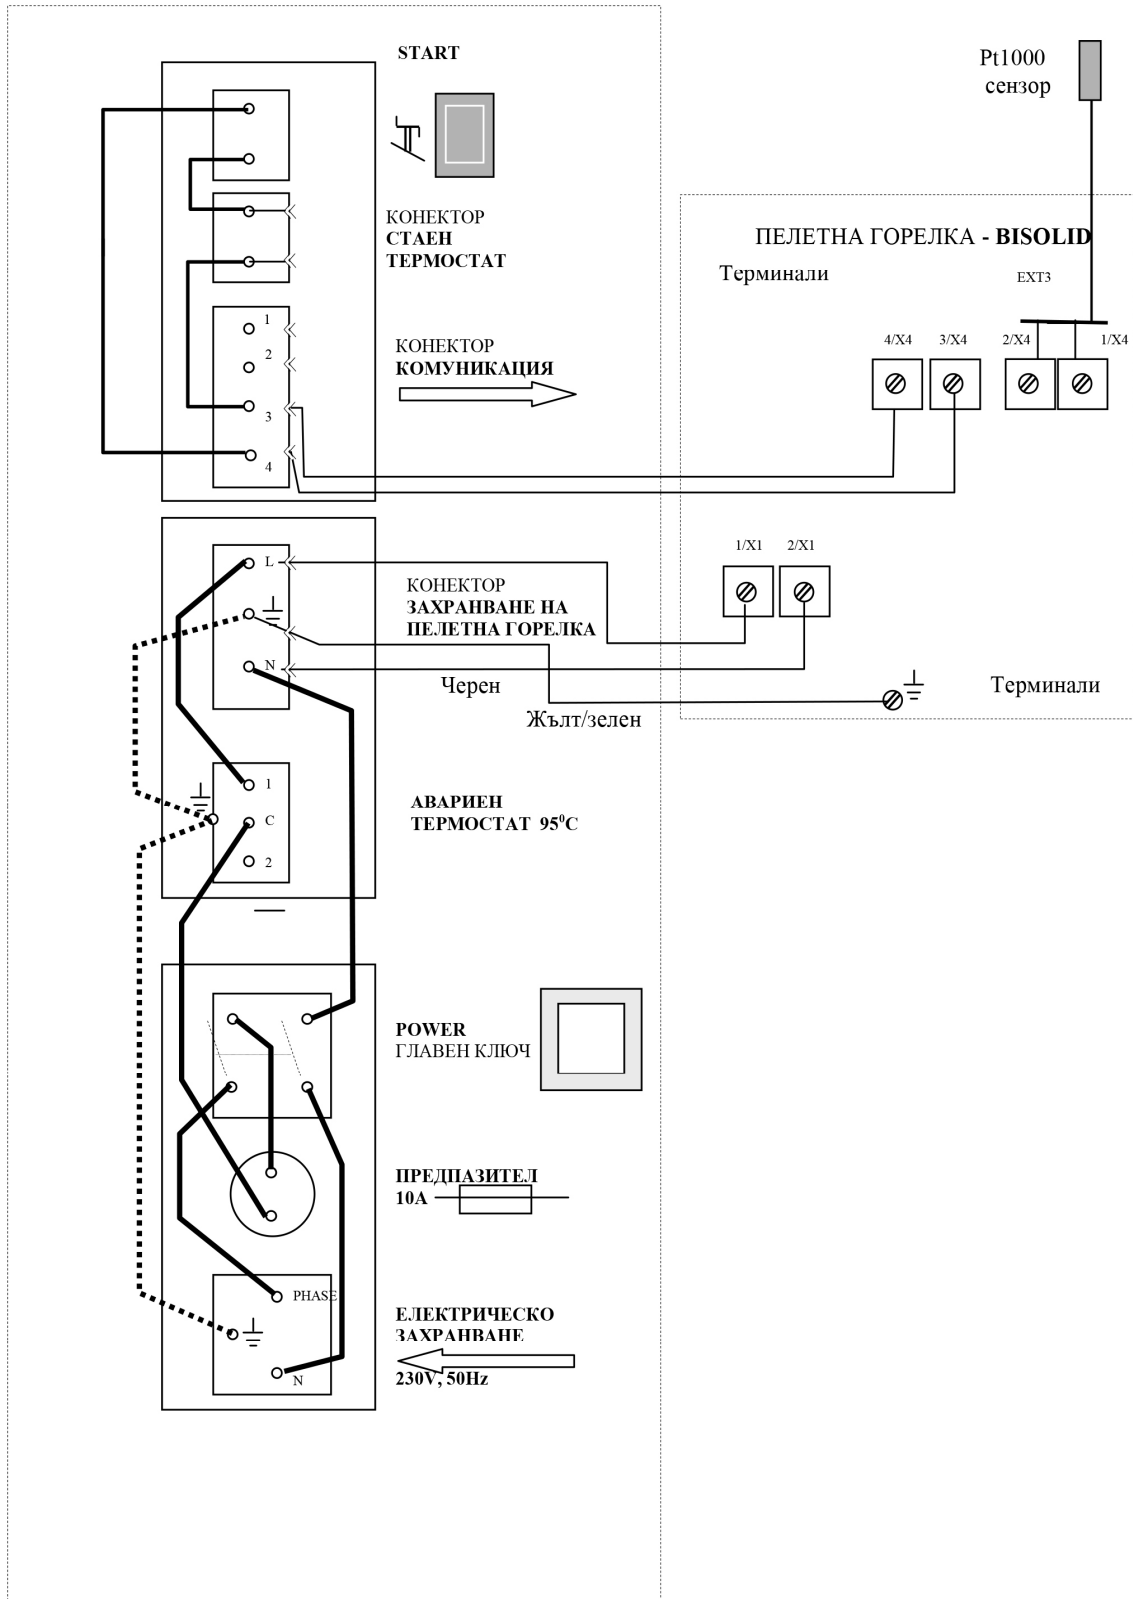 START
Pt1000
сензор
КОНЕКТОР
СТАЕН
ТЕРМОСТАТ
ПЕЛЕТНА ГОРЕЛКА - BISOLID
Терминали
EXT3
1
2
3
4
КОНЕКТОР
КОМУНИКАЦИЯ
4/X4
3/X4
2/X4
1/X4
L
N
КОНЕКТОР
ЗАХРАНВАНЕ НА
ПЕЛЕТНА ГОРЕЛКА
1/X1
2/X1
Черен
Жълт/зелен
Терминали
1
C
2
АВАРИЕН
ТЕРМОСТАТ 95⁰C
POWER
ГЛАВЕН КЛЮЧ
ПРЕДПАЗИТЕЛ
10A
PHASE
N
ЕЛЕКТРИЧЕСКО
ЗАХРАНВАНЕ
230V, 50Hz